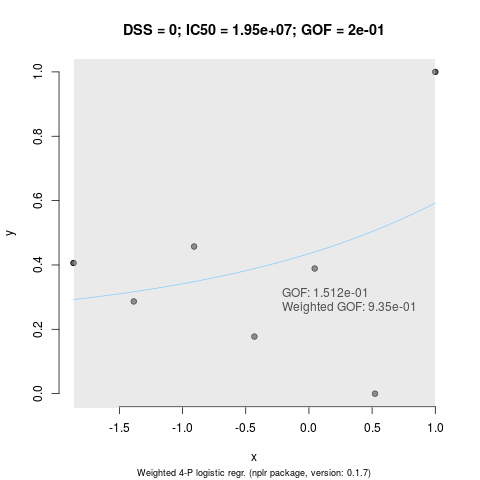 DSS = 0; IC50 = 1.95e+07; GOF = 2e-01
1.0
0.8
0.6
0.4
0.2
0.0
y
GOF: 1.512e-01
Weighted GOF: 9.35e-01
-1.5 -1.0 -0.5 0.0 0.5 1.0
x
Weighted 4-P logistic regr. (nplr package, version: 0.1.7)